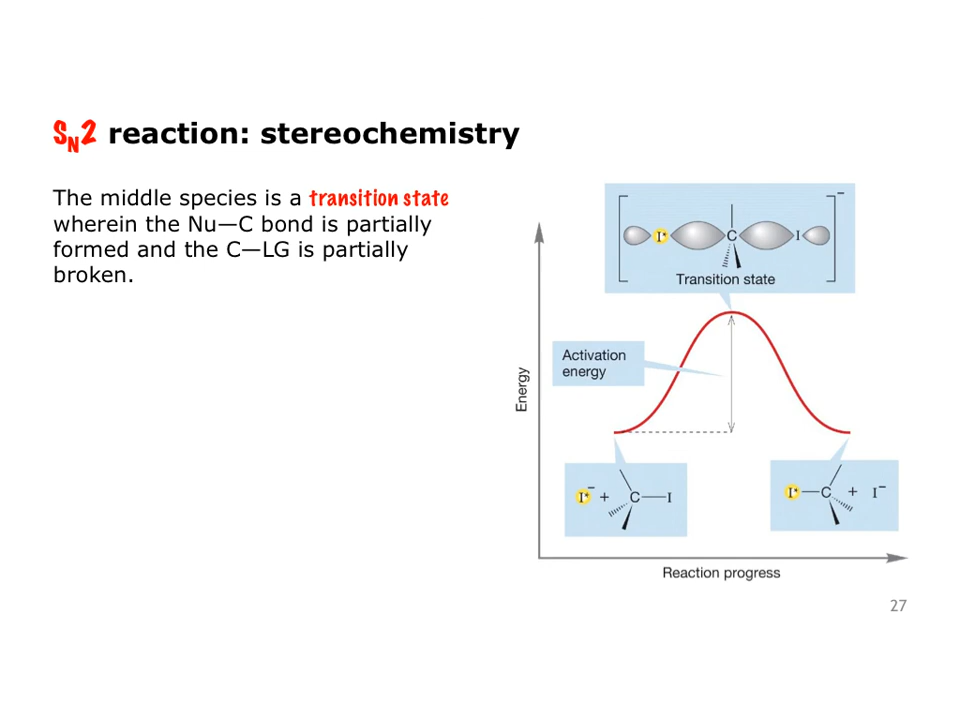 SN2 reaction: stereochemistry
The middle species is a transition state
wherein the Nu—C bond is partially
formed and the C—LG is partially
broken.
I* C I −
Transition state
Activation
energy
Energy
I*− + C—I
I*—C + I−
Reaction progress
27